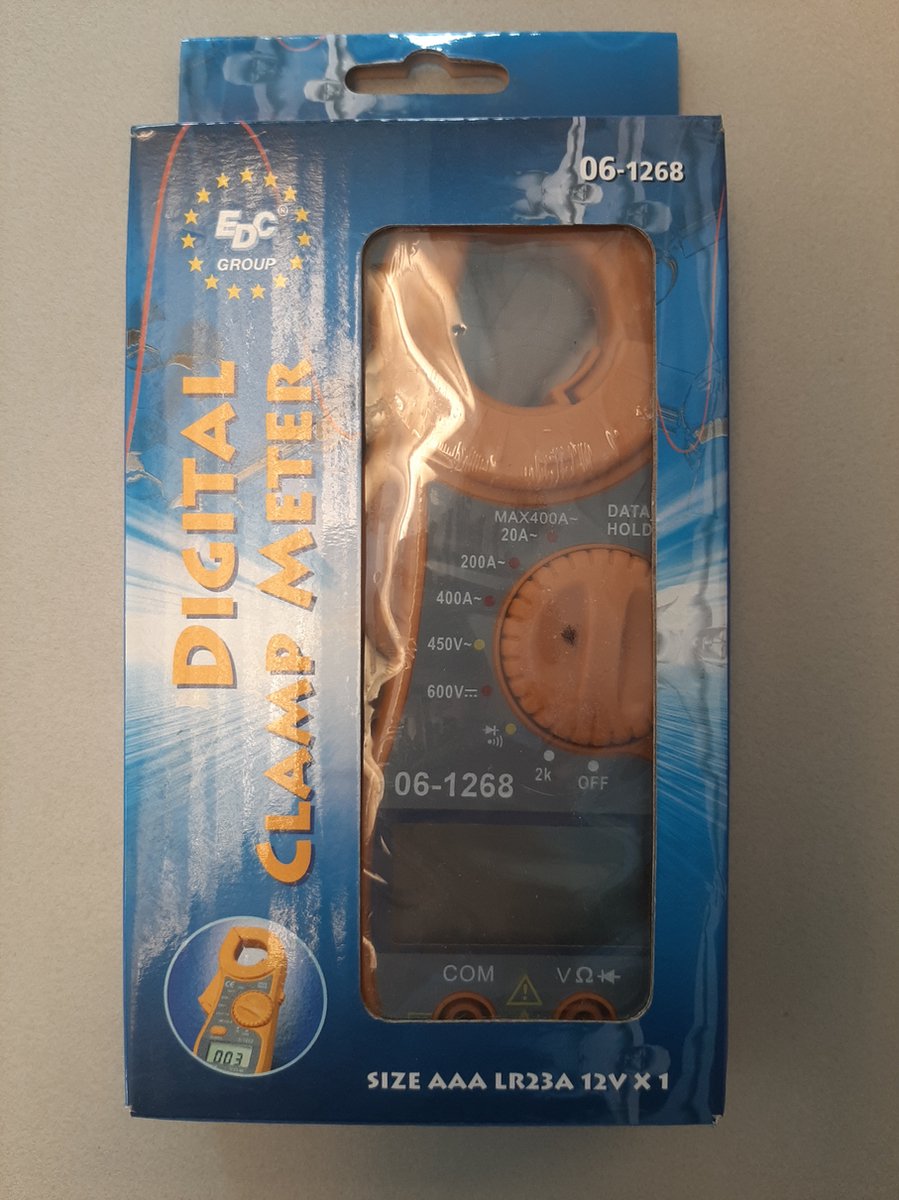 06-1268
EDC®
GROUP
DIGITAL
CLAMP METER
MAX400A~
DATA
HOLD
20A~
200A~
400A~
450V~
600V⎓
2k
OFF
06-1268
COM
VΩ
003
SIZE AAA LR23A 12V X 1